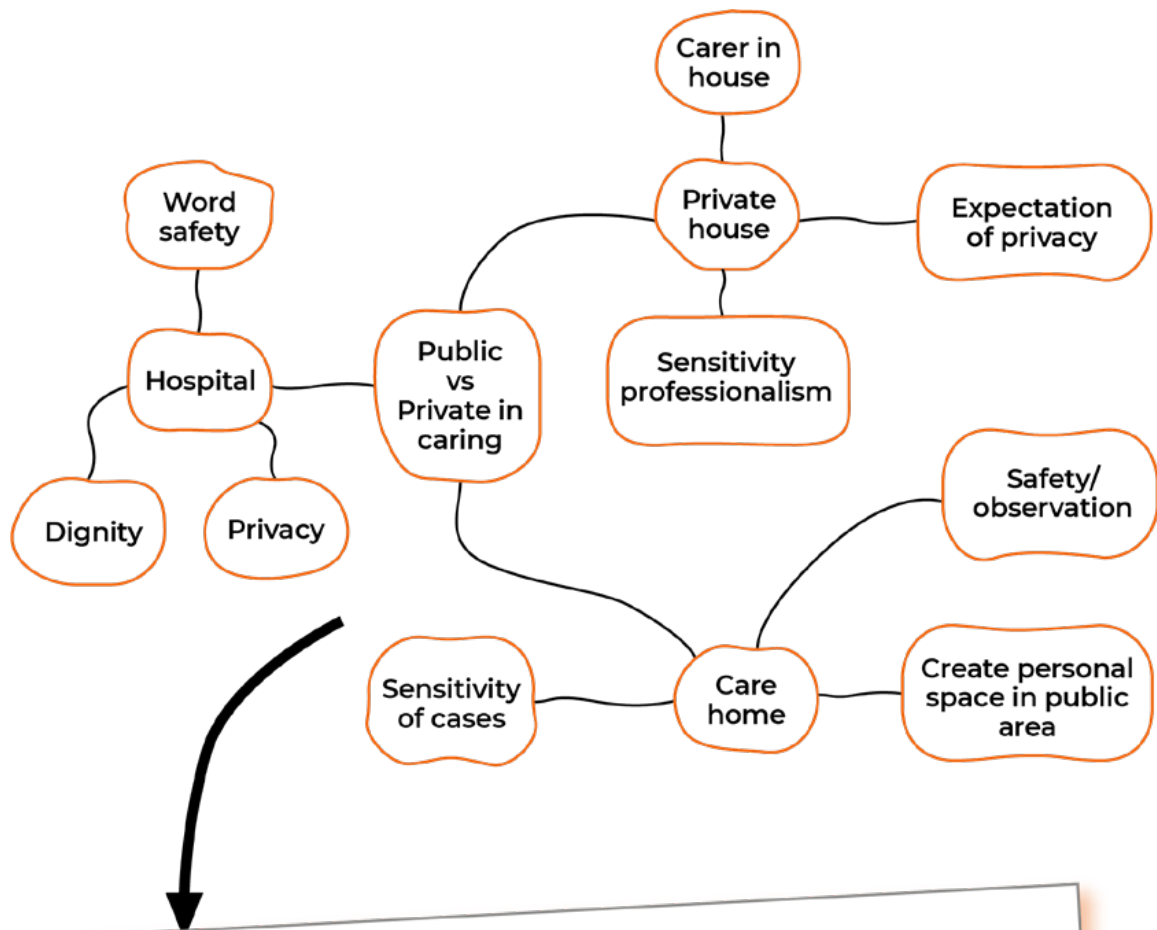 Carer in
house
Word
safety
Private
house
Expectation
of privacy
Hospital
Public
vs
Private in
caring
Sensitivity
professionalism
Dignity
Privacy
Safety/
observation
Sensitivity
of cases
Care
home
Create personal
space in public
area